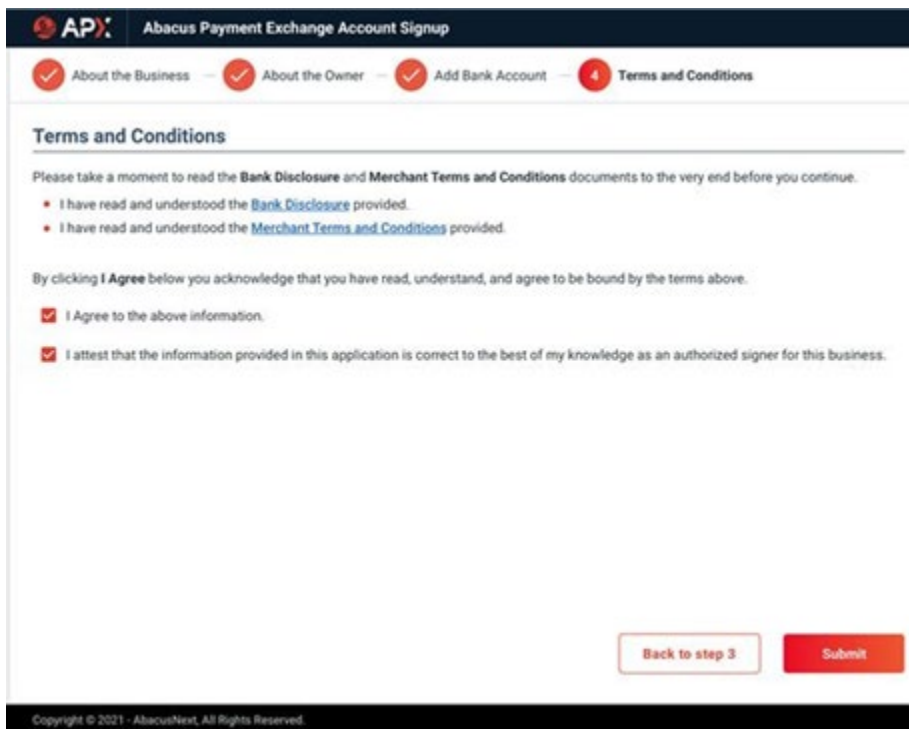 APX Abacus Payment Exchange Account Signup
About the Business About the Owner Add Bank Account 4 Terms and Conditions
Terms and Conditions
Please take a moment to read the Bank Disclosure and Merchant Terms and Conditions documents to the very end before you continue.
I have read and understood the Bank Disclosure provided.
I have read and understood the Merchant Terms and Conditions provided.
By clicking I Agree below you acknowledge that you have read, understand, and agree to be bound by the terms above.
I Agree to the above information.
I attest that the information provided in this application is correct to the best of my knowledge as an authorized signer for this business.
Back to step 3 Submit
Copyright © 2021 - AbacusNext, All Rights Reserved.